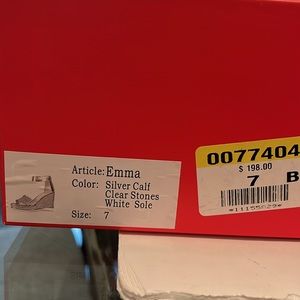 Article: Emma
Color: Silver Calf
Clear Stones
White Sole
Size: 7
0077404
$ 198.00
7 B